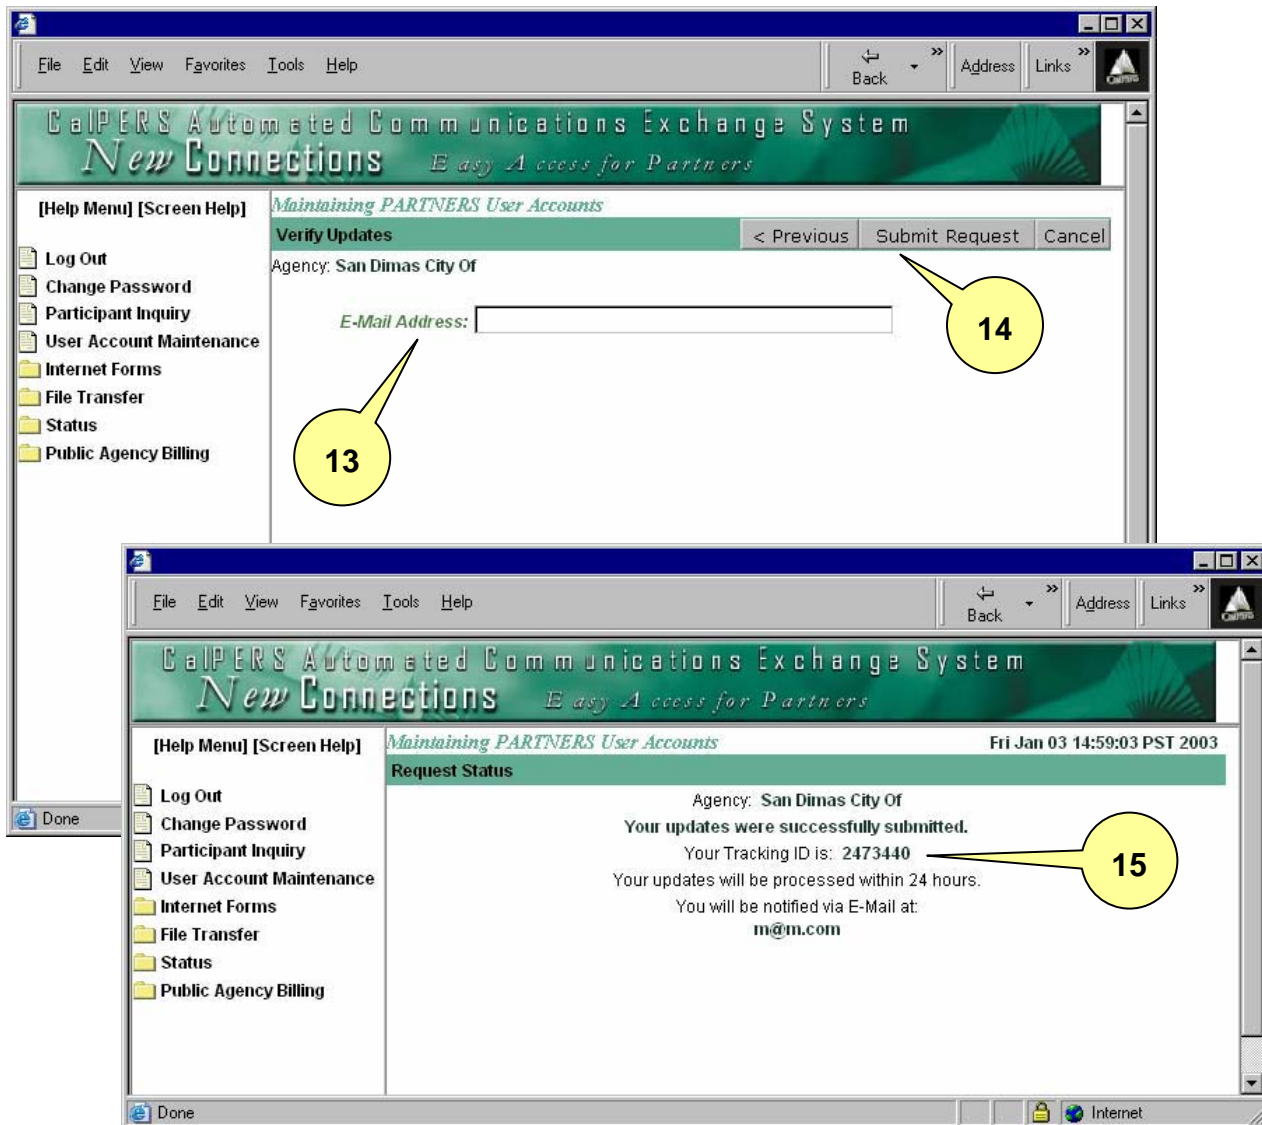 File Edit View Favorites Tools Help
Back » Address Links »
CalPERS
CalPERS Automated Communications Exchange System
New Connections Easy Access for Partners
[Help Menu] [Screen Help]
Maintaining PARTNERS User Accounts
Verify Updates
< Previous Submit Request Cancel
Agency: San Dimas City Of
Log Out
Change Password
Participant Inquiry
User Account Maintenance
Internet Forms
File Transfer
Status
Public Agency Billing
E-Mail Address:
14
13
Done
File Edit View Favorites Tools Help
Back » Address Links »
CalPERS
CalPERS Automated Communications Exchange System
New Connections Easy Access for Partners
[Help Menu] [Screen Help]
Maintaining PARTNERS User Accounts
Fri Jan 03 14:59:03 PST 2003
Request Status
Log Out
Change Password
Participant Inquiry
User Account Maintenance
Internet Forms
File Transfer
Status
Public Agency Billing
Agency: San Dimas City Of
Your updates were successfully submitted.
Your Tracking ID is: 2473440
Your updates will be processed within 24 hours.
You will be notified via E-Mail at:
m@m.com
15
Done
Internet